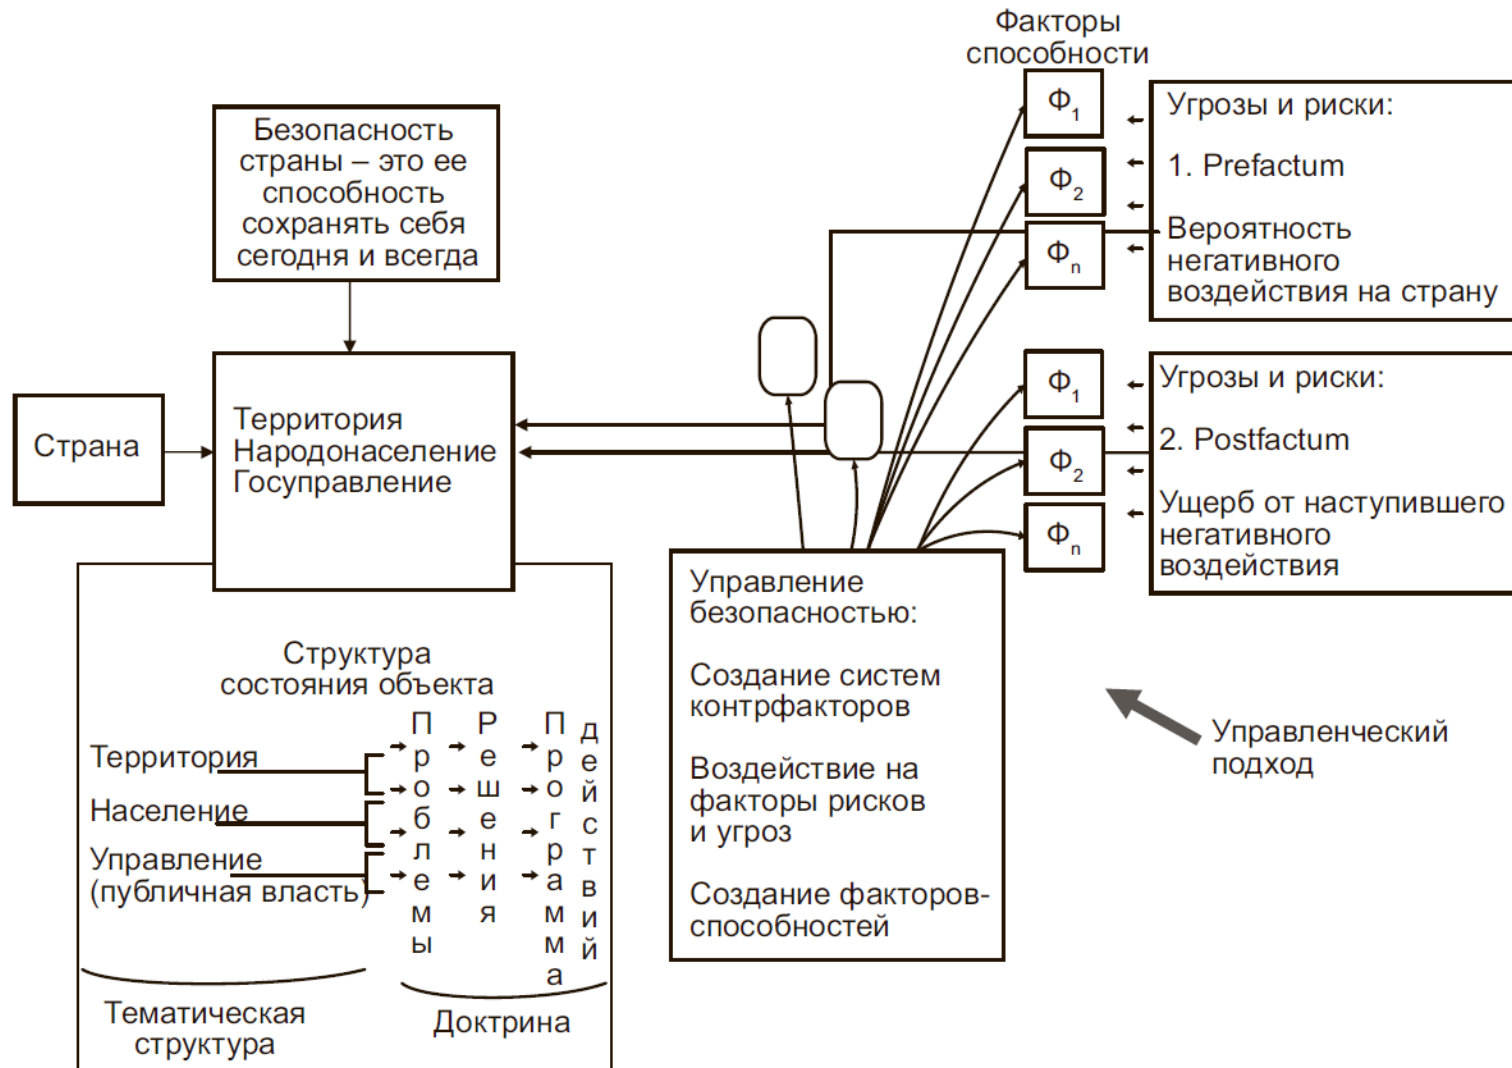 Факторы
способности
Безопасность
страны – это ее
способность
сохранять себя
сегодня и всегда
Страна
Территория
Народонаселение
Госуправление
Ф1
Ф2
Фn
Угрозы и риски:
1. Prefactum
Вероятность
негативного
воздействия на страну
Ф1
Ф2
Фn
Угрозы и риски:
2. Postfactum
Ущерб от наступившего
негативного
воздействия
Управление
безопасностью:
Создание систем
контрфакторов
Воздействие на
факторы рисков
и угроз
Создание факторов-
способностей
Управленческий
подход
Структура
состояния объекта
Территория
Население
Управление
(публичная власть)
Проблемы
Решения
Программа
действий
Тематическая
структура
Доктрина